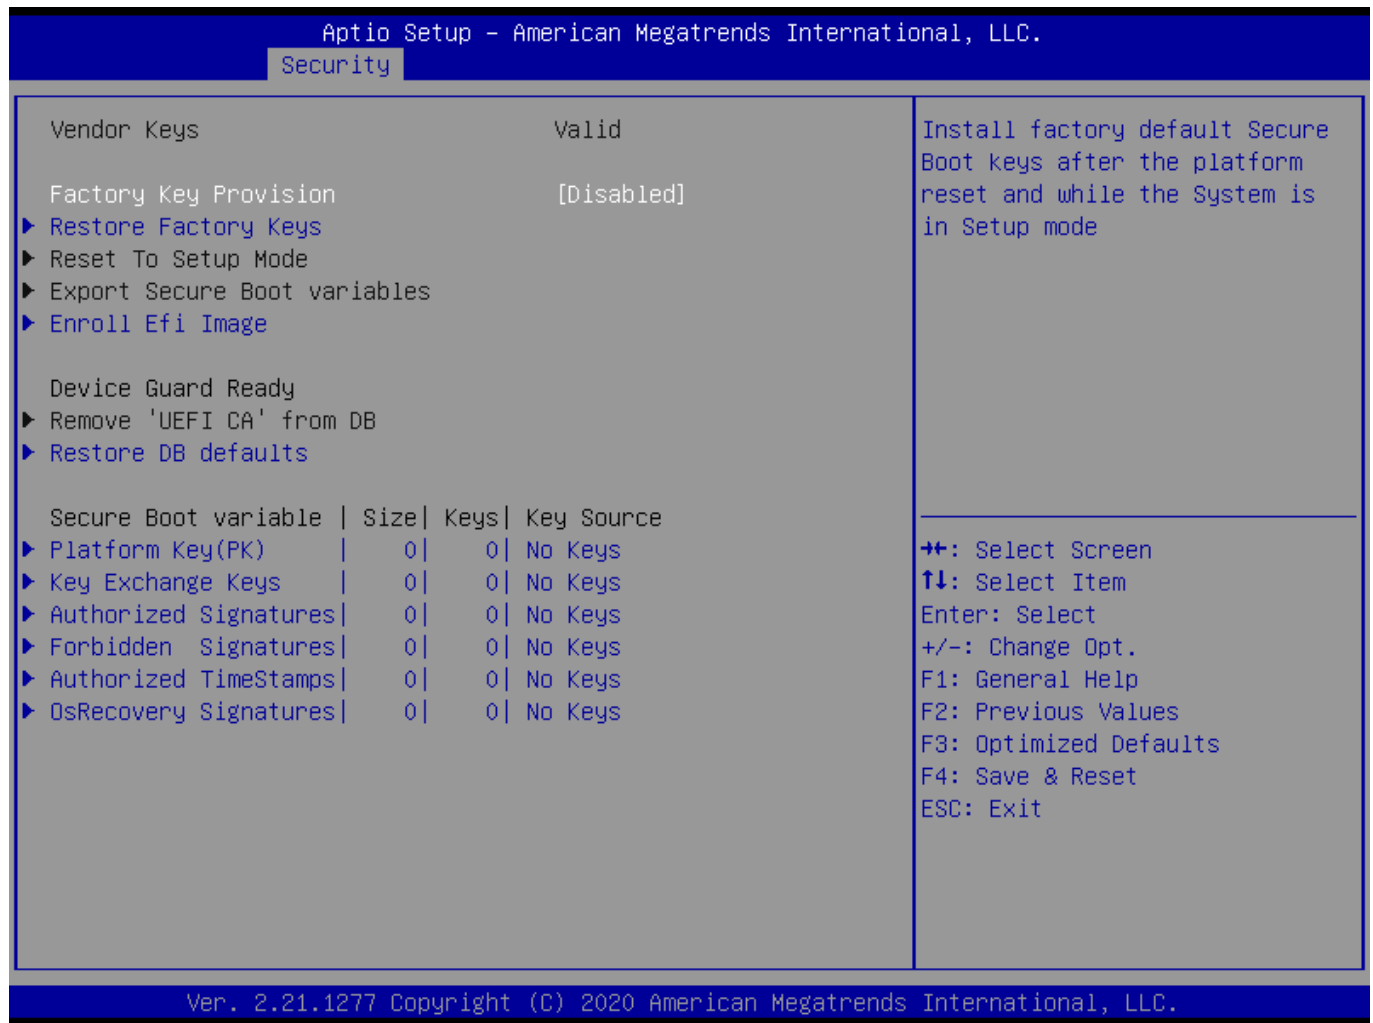 Aptio Setup – American Megatrends International, LLC.
Security
Vendor Keys Valid
Factory Key Provision [Disabled]
Restore Factory Keys
Reset To Setup Mode
Export Secure Boot variables
Enroll Efi Image
Device Guard Ready
Remove 'UEFI CA' from DB
Restore DB defaults
Secure Boot variable | Size| Keys| Key Source
Platform Key(PK) | 0| 0| No Keys
Key Exchange Keys | 0| 0| No Keys
Authorized Signatures| 0| 0| No Keys
Forbidden Signatures| 0| 0| No Keys
Authorized TimeStamps| 0| 0| No Keys
OsRecovery Signatures| 0| 0| No Keys
Install factory default Secure
Boot keys after the platform
reset and while the System is
in Setup mode
→←: Select Screen
↑↓: Select Item
Enter: Select
+/-: Change Opt.
F1: General Help
F2: Previous Values
F3: Optimized Defaults
F4: Save & Reset
ESC: Exit
Ver. 2.21.1277 Copyright (C) 2020 American Megatrends International, LLC.